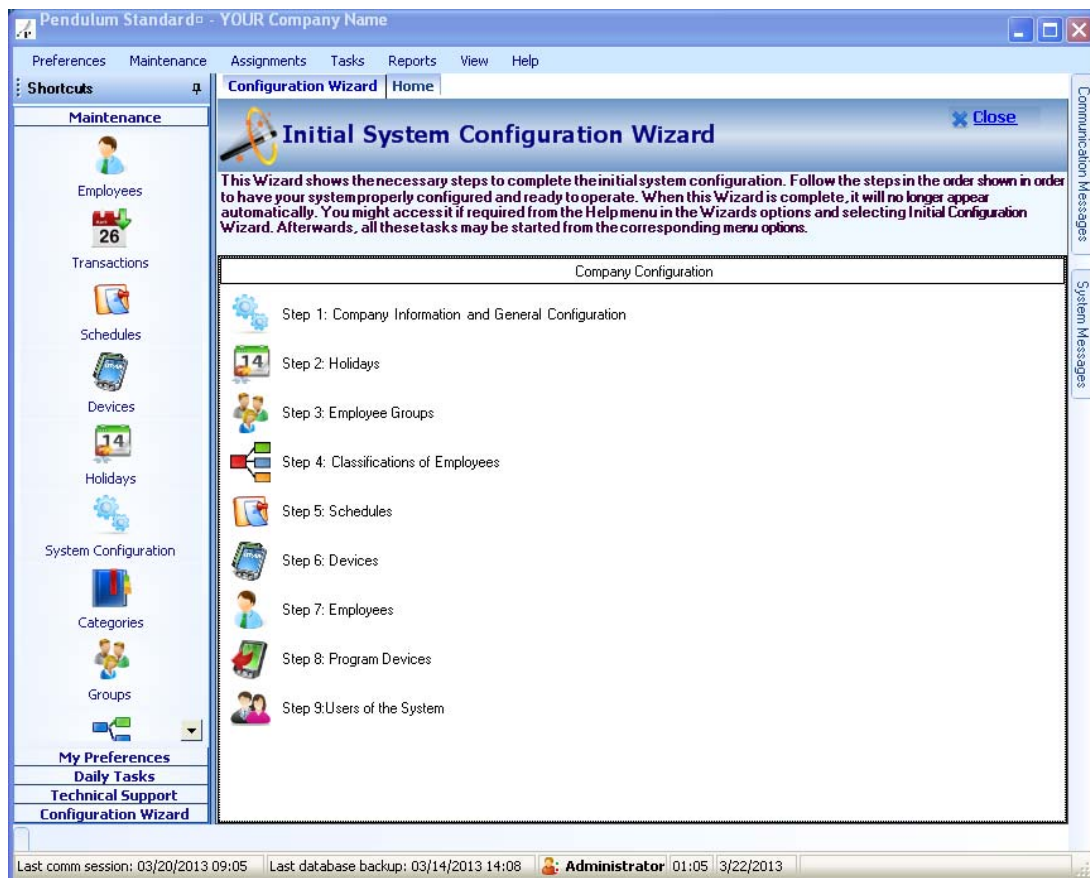 Pendulum Standard¤ - YOUR Company Name
Preferences Maintenance Assignments Tasks Reports View Help
Shortcuts
Maintenance
Employees
26
Transactions
Schedules
Devices
14
Holidays
System Configuration
Categories
Groups
My Preferences
Daily Tasks
Technical Support
Configuration Wizard
Configuration Wizard Home
Initial System Configuration Wizard
Close
This Wizard shows the necessary steps to complete the initial system configuration. Follow the steps in the order shown in order
to have your system properly configured and ready to operate. When this Wizard is complete, it will no longer appear
automatically. You might access it if required from the Help menu in the Wizards options and selecting Initial Configuration
Wizard. Afterwards, all these tasks may be started from the corresponding menu options.
Company Configuration
Step 1: Company Information and General Configuration
14
Step 2: Holidays
Step 3: Employee Groups
Step 4: Classifications of Employees
Step 5: Schedules
Step 6: Devices
Step 7: Employees
Step 8: Program Devices
Step 9:Users of the System
Communication Messages
System Messages
Last comm session: 03/20/2013 09:05 Last database backup: 03/14/2013 14:08 Administrator 01:05 3/22/2013